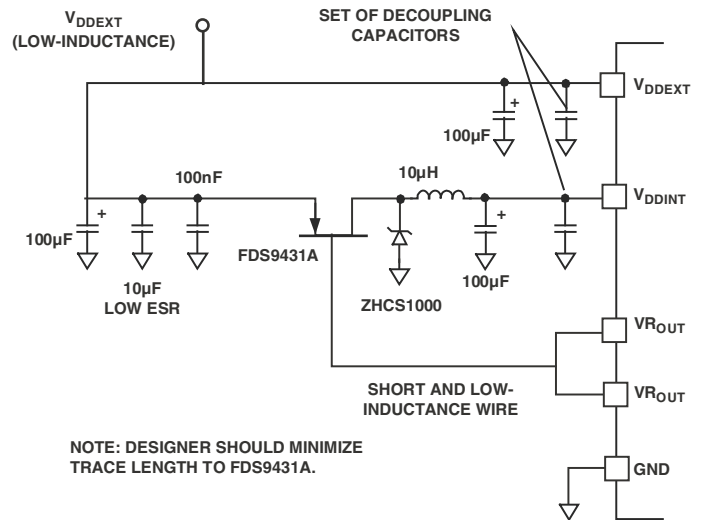 VDDEXT
(LOW-INDUCTANCE)
SET OF DECOUPLING
CAPACITORS
VDDEXT
+
100µF
100nF
10µH
VDDINT
+
100µF
FDS9431A
+
100µF
10µF
LOW ESR
ZHCS1000
VROUT
SHORT AND LOW-
INDUCTANCE WIRE
VROUT
NOTE: DESIGNER SHOULD MINIMIZE
TRACE LENGTH TO FDS9431A.
GND